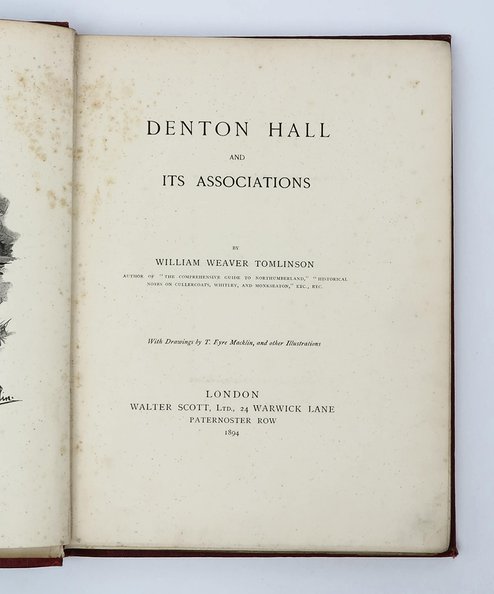 DENTON HALL
AND
ITS ASSOCIATIONS
BY
WILLIAM WEAVER TOMLINSON
AUTHOR OF "THE COMPREHENSIVE GUIDE TO NORTHUMBERLAND," "HISTORICAL
NOTES ON CULLERCOATS, WHITLEY, AND MONKSEATON," ETC., ETC.
With Drawings by T. Eyre Macklin, and other Illustrations
LONDON
WALTER SCOTT, LTD., 24 WARWICK LANE
PATERNOSTER ROW
1894